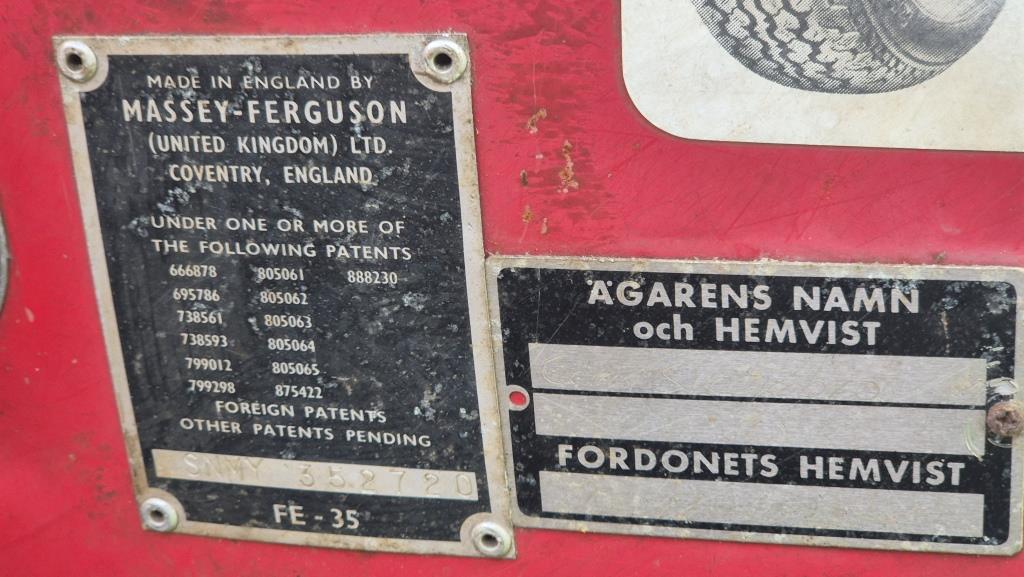 MADE IN ENGLAND BY
MASSEY-FERGUSON
(UNITED KINGDOM) LTD.
COVENTRY, ENGLAND.
UNDER ONE OR MORE OF
THE FOLLOWING PATENTS
666878 805061 888230
695786 805062
738561 805063
738593 805064
799012 805065
799298 875422
FOREIGN PATENTS
OTHER PATENTS PENDING
SNMY 352720
FE - 35
ÄGARENS NAMN
och HEMVIST
FORDONETS HEMVIST